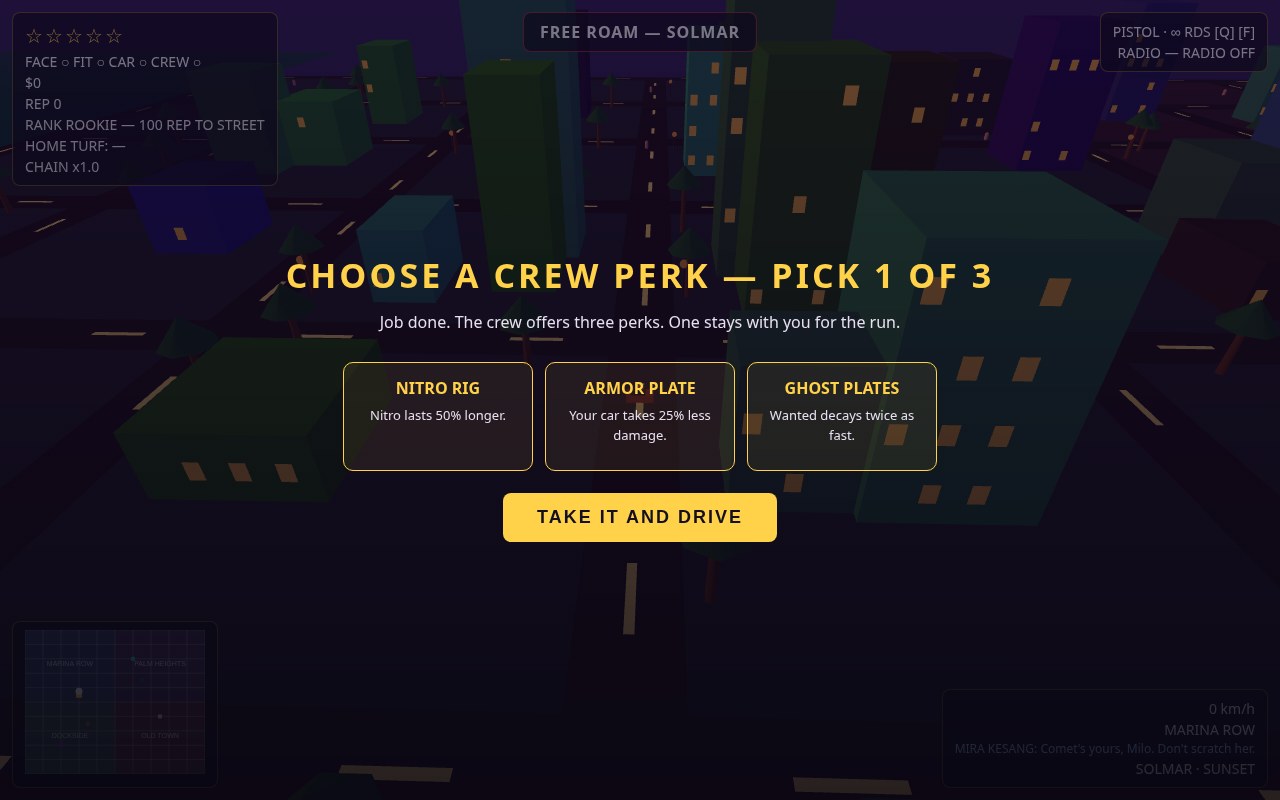 ☆☆☆☆☆
FACE ○ FIT ○ CAR ○ CREW ○
$0
REP 0
RANK ROOKIE — 100 REP TO STREET
HOME TURF: —
CHAIN x1.0
FREE ROAM — SOLMAR
PISTOL · ∞ RDS [Q] [F]
RADIO — RADIO OFF
CHOOSE A CREW PERK — PICK 1 OF 3
Job done. The crew offers three perks. One stays with you for the run.
NITRO RIG
Nitro lasts 50% longer.
ARMOR PLATE
Your car takes 25% less
damage.
GHOST PLATES
Wanted decays twice as
fast.
TAKE IT AND DRIVE
MARINA ROW
PALM HEIGHTS
DOCKSIDE
OLD TOWN
0 km/h
MARINA ROW
MIRA KESANG: Comet's yours, Milo. Don't scratch her.
SOLMAR · SUNSET